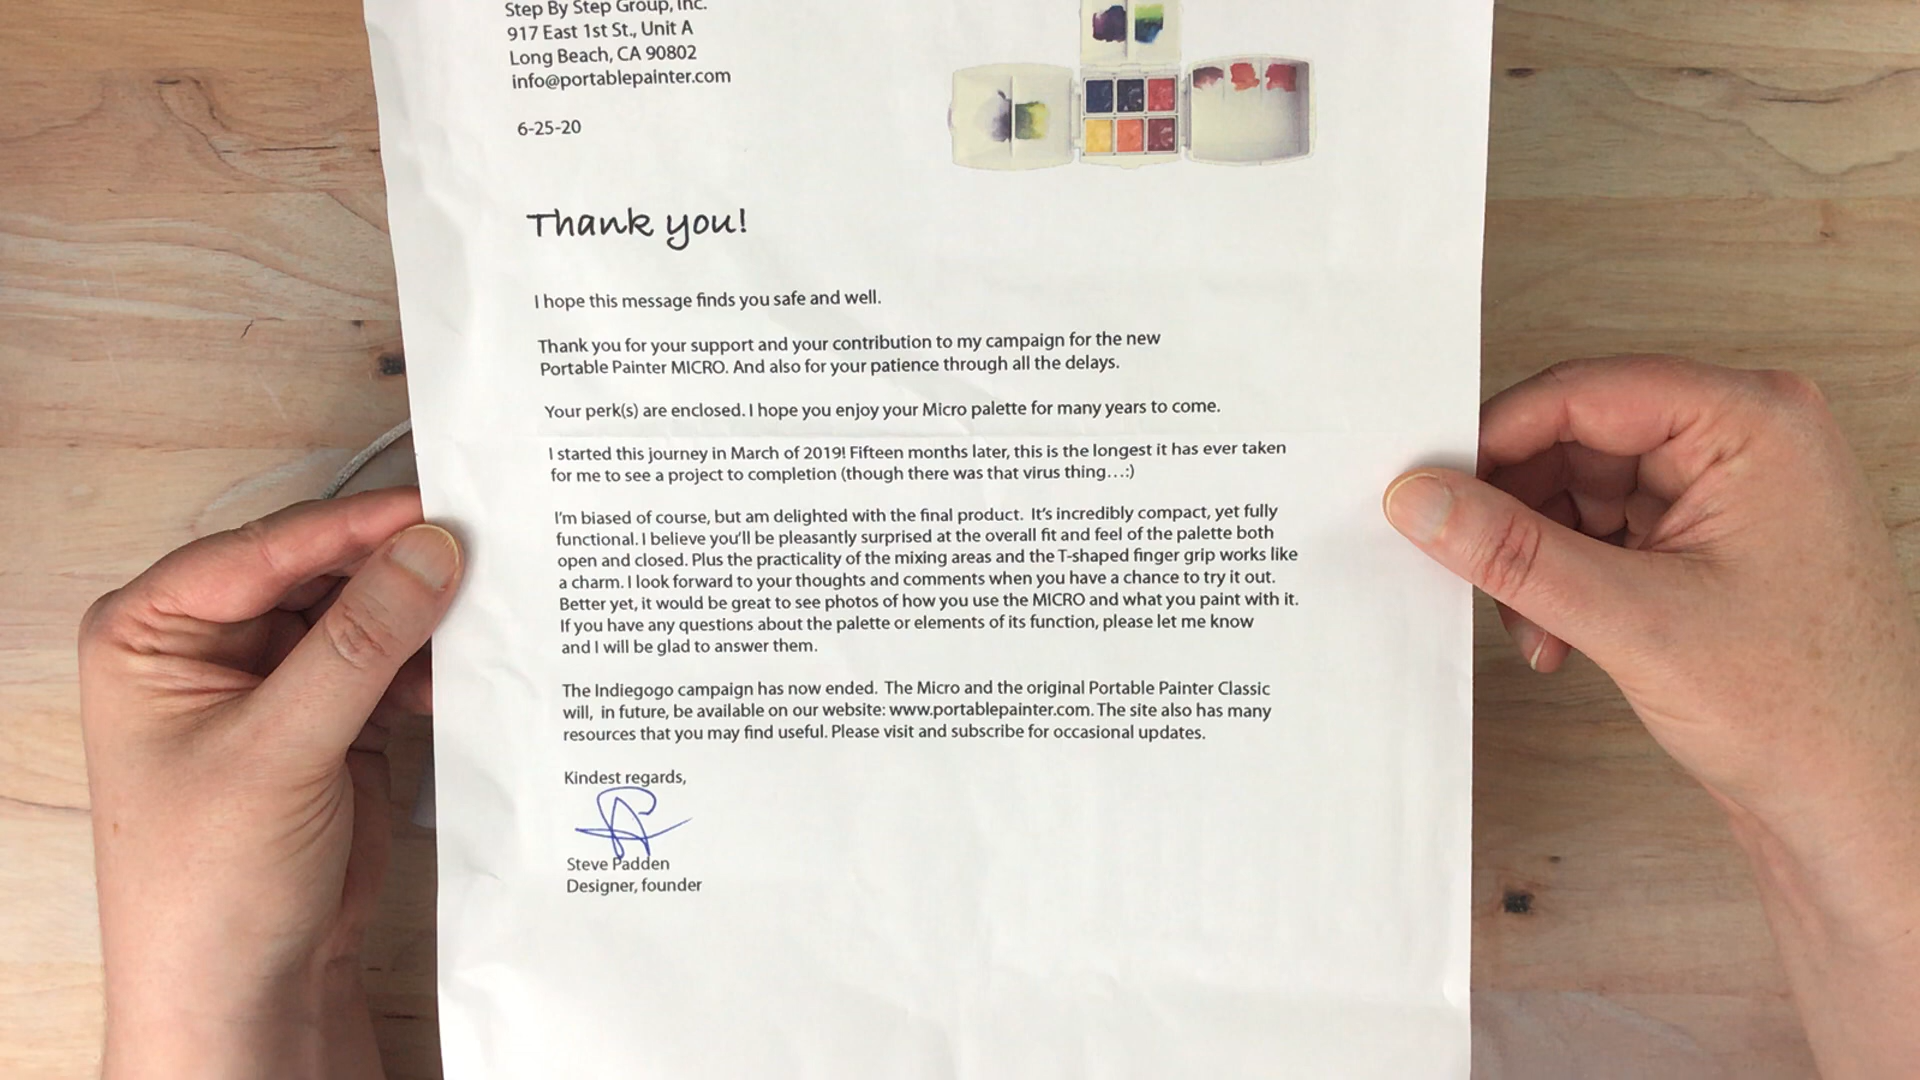 Step By Step Group, Inc.
917 East 1st St., Unit A
Long Beach, CA 90802
info@portablepainter.com
6-25-20
Thank you!
I hope this message finds you safe and well.
Thank you for your support and your contribution to my campaign for the new
Portable Painter MICRO. And also for your patience through all the delays.
Your perk(s) are enclosed. I hope you enjoy your Micro palette for many years to come.
I started this journey in March of 2019! Fifteen months later, this is the longest it has ever taken
for me to see a project to completion (though there was that virus thing…:)
I'm biased of course, but am delighted with the final product. It's incredibly compact, yet fully
functional. I believe you'll be pleasantly surprised at the overall fit and feel of the palette both
open and closed. Plus the practicality of the mixing areas and the T-shaped finger grip works like
a charm. I look forward to your thoughts and comments when you have a chance to try it out.
Better yet, it would be great to see photos of how you use the MICRO and what you paint with it.
If you have any questions about the palette or elements of its function, please let me know
and I will be glad to answer them.
The Indiegogo campaign has now ended. The Micro and the original Portable Painter Classic
will, in future, be available on our website: www.portablepainter.com. The site also has many
resources that you may find useful. Please visit and subscribe for occasional updates.
Kindest regards,
Steve Padden
Designer, founder